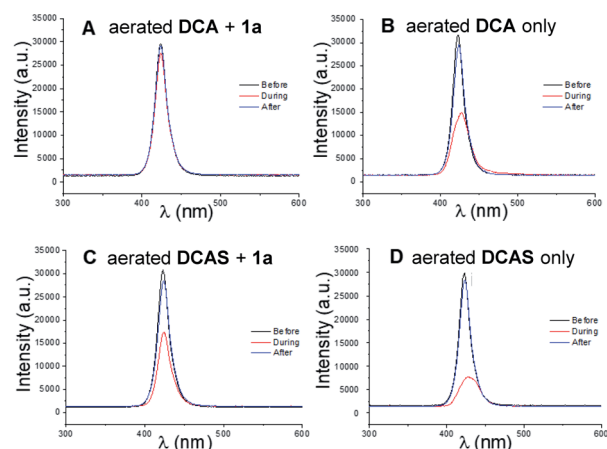 A aerated DCA + 1a
Intensity (a.u.)
35000
30000
25000
20000
15000
10000
5000
0
Before
During
After
300 400 500 600
λ (nm)
B aerated DCA only
Intensity (a.u.)
35000
30000
25000
20000
15000
10000
5000
0
Before
During
After
300 400 500 600
λ (nm)
C aerated DCAS + 1a
Intensity (a.u.)
35000
30000
25000
20000
15000
10000
5000
0
Before
During
After
300 400 500 600
λ (nm)
D aerated DCAS only
Intensity (a.u.)
35000
30000
25000
20000
15000
10000
5000
0
Before
During
After
300 400 500 600
λ (nm)